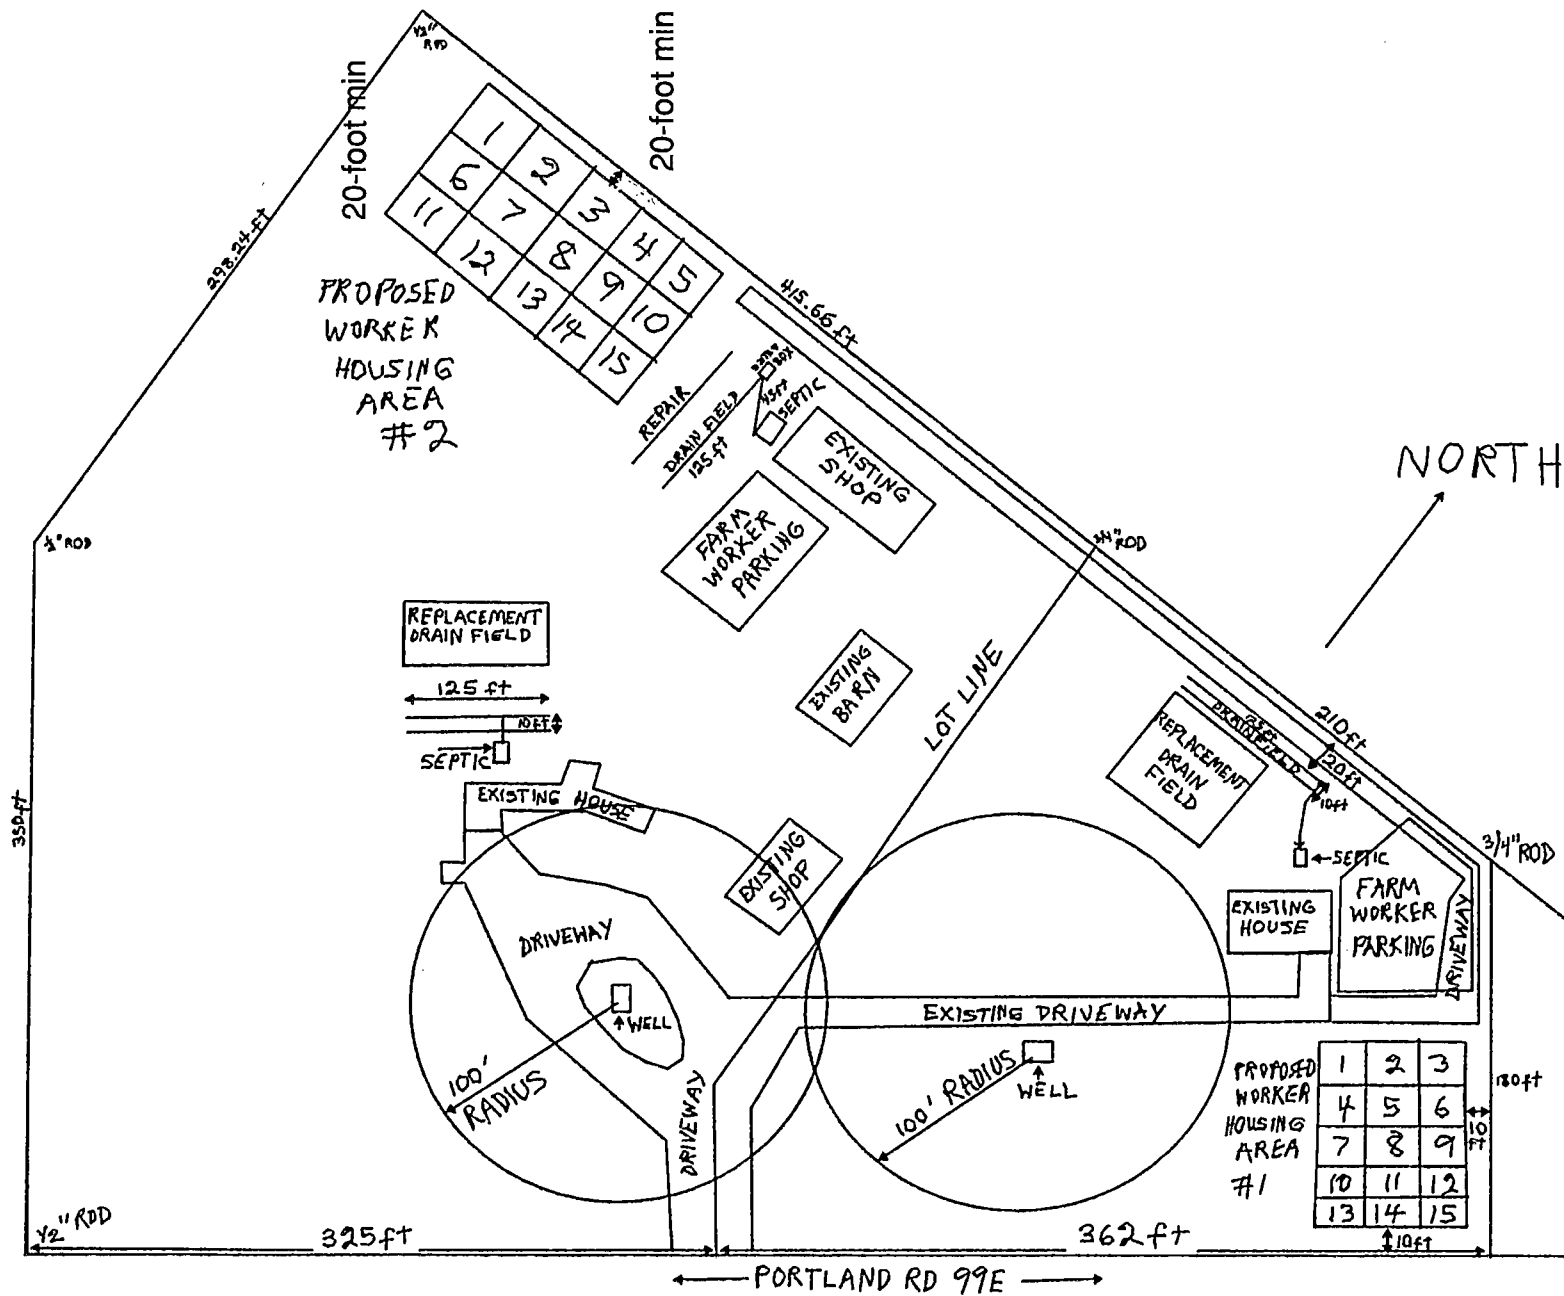 1/2" ROD
20-foot min
20-foot min
298.24 ft
1 2 3 4 5
6 7 8 9 10
11 12 13 14 15
PROPOSED
WORKER
HOUSING
AREA
#2
415.66 ft
REPAIR
DRAIN FIELD
125 ft
BOX
45 ft
SEPTIC
EXISTING
SHOP
FARM
WORKER
PARKING
NORTH
1/2" ROD
3/4" ROD
REPLACEMENT
DRAIN FIELD
125 ft
10 ft
SEPTIC
EXISTING HOUSE
EXISTING
BARN
LOT LINE
210 ft
DRAINFIELD
20 ft
10 ft
REPLACEMENT
DRAIN
FIELD
SEPTIC
3/4" ROD
350 ft
EXISTING
SHOP
DRIVEWAY
WELL
100'
RADIUS
DRIVEWAY
EXISTING
HOUSE
FARM
WORKER
PARKING
DRIVEWAY
EXISTING DRIVEWAY
WELL
100' RADIUS
PROPOSED
WORKER
HOUSING
AREA
#1
1 2 3
4 5 6
7 8 9
10 11 12
13 14 15
180 ft
10
ft
10 ft
1/2" ROD
325 ft
362 ft
PORTLAND RD 99E